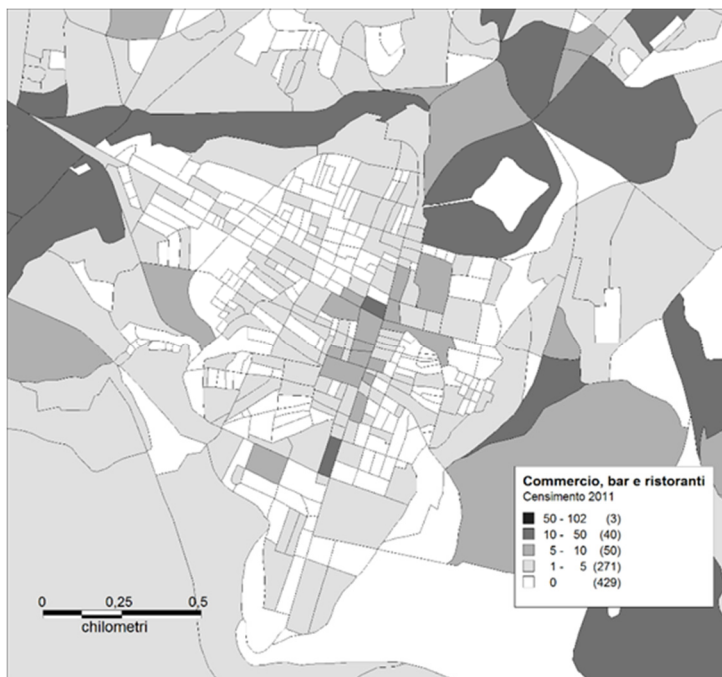 Commercio, bar e ristoranti
Censimento 2011
50 - 102 (3)
10 - 50 (40)
5 - 10 (50)
1 - 5 (271)
0 (429)
0 0,25 0,5
chilometri